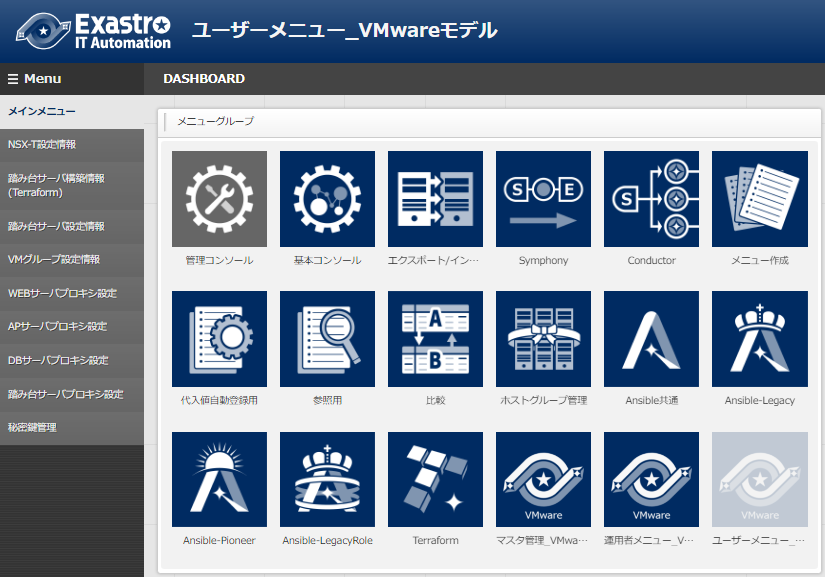 Exastro
IT Automation
ユーザーメニュー_VMwareモデル
Menu
DASHBOARD
メインメニュー
NSX-T設定情報
踏み台サーバ構築情報
(Terraform)
踏み台サーバ設定情報
VMグループ設定情報
WEBサーバプロキシ設定
APサーバプロキシ設定
DBサーバプロキシ設定
踏み台サーバプロキシ設定
秘密鍵管理
メニューグループ
S O E
S
管理コンソール
基本コンソール
エクスポート/イン…
Symphony
Conductor
メニュー作成
A
B
代入値自動登録用
参照用
比較
ホストグループ管理
Ansible共通
Ansible-Legacy
VMware
VMware
VMware
Ansible-Pioneer
Ansible-LegacyRole
Terraform
マスタ管理_VMwa…
運用者メニュー_V…
ユーザーメニュー_…